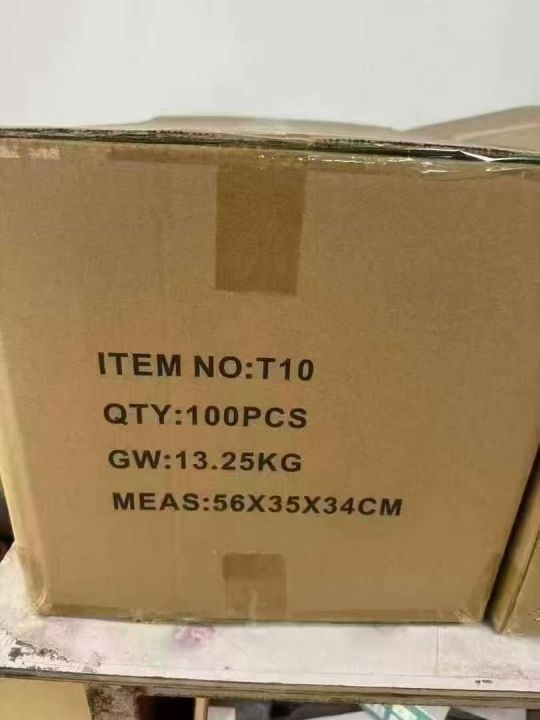 ITEM NO:T10
QTY:100PCS
GW:13.25KG
MEAS:56X35X34CM